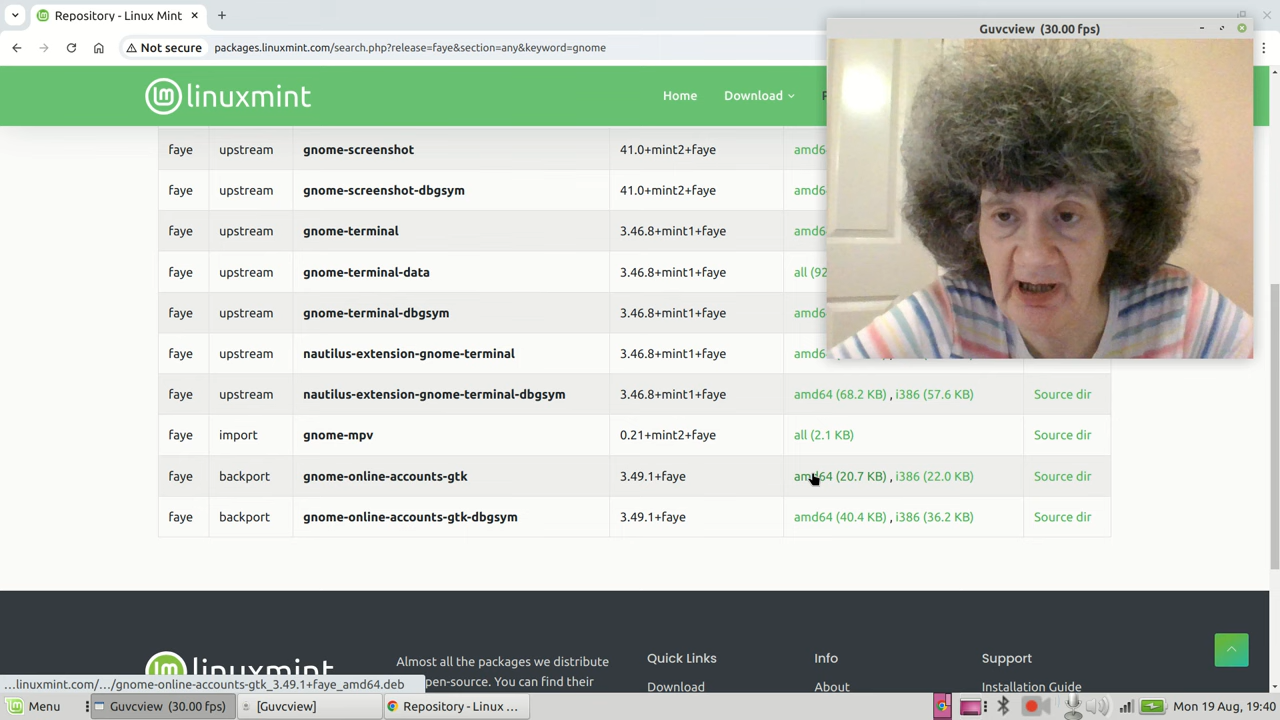 Repository - Linux Mint
Guvcview (30.00 fps)
Not secure
packages.linuxmint.com/search.php?release=faye&section=any&keyword=gnome
linuxmint
Home
Download
faye upstream gnome-screenshot 41.0+mint2+faye
faye upstream gnome-screenshot-dbgsym 41.0+mint2+faye
faye upstream gnome-terminal 3.46.8+mint1+faye
faye upstream gnome-terminal-data 3.46.8+mint1+faye all (92
faye upstream gnome-terminal-dbgsym 3.46.8+mint1+faye
faye upstream nautilus-extension-gnome-terminal 3.46.8+mint1+faye
faye upstream nautilus-extension-gnome-terminal-dbgsym 3.46.8+mint1+faye amd64 (68.2 KB) , i386 (57.6 KB) Source dir
faye import gnome-mpv 0.21+mint2+faye all (2.1 KB) Source dir
faye backport gnome-online-accounts-gtk 3.49.1+faye amd64 (20.7 KB) , i386 (22.0 KB) Source dir
faye backport gnome-online-accounts-gtk-dbgsym 3.49.1+faye amd64 (40.4 KB) , i386 (36.2 KB) Source dir
linuxmint
Almost all the packages we distribute
open-source. You can find their
Quick Links
Download
Info
About
Support
Installation Guide
...linuxmint.com/.../gnome-online-accounts-gtk_3.49.1+faye_amd64.deb
Menu
Guvcview (30.00 fps)
[Guvcview]
Repository - Linux ...
Mon 19 Aug, 19:40